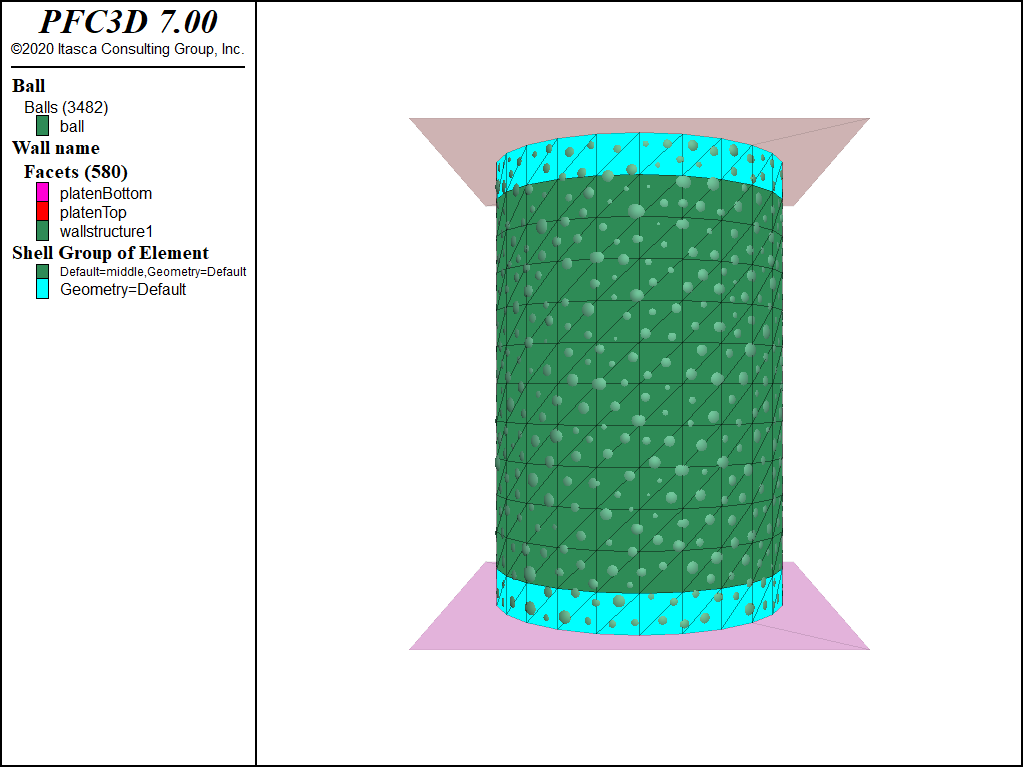 PFC3D 7.00
©2020 Itasca Consulting Group, Inc.
Ball
Balls (3482)
ball
Wall name
Facets (580)
platenBottom
platenTop
wallstructure1
Shell Group of Element
Default=middle,Geometry=Default
Geometry=Default